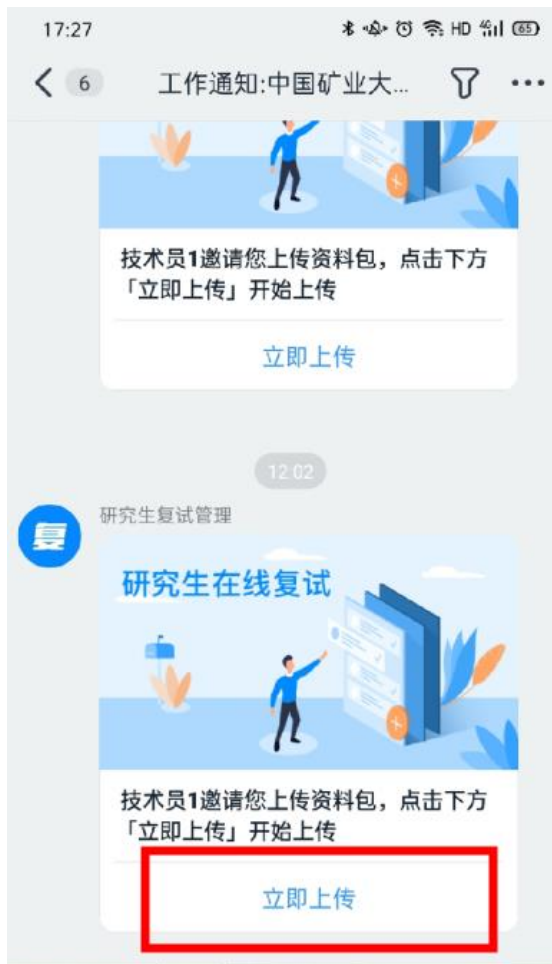 17:27
HD 4G 65
6
工作通知:中国矿业大...
技术员1邀请您上传资料包，点击下方
「立即上传」开始上传
立即上传
12:02
复
研究生复试管理
研究生在线复试
技术员1邀请您上传资料包，点击下方
「立即上传」开始上传
立即上传